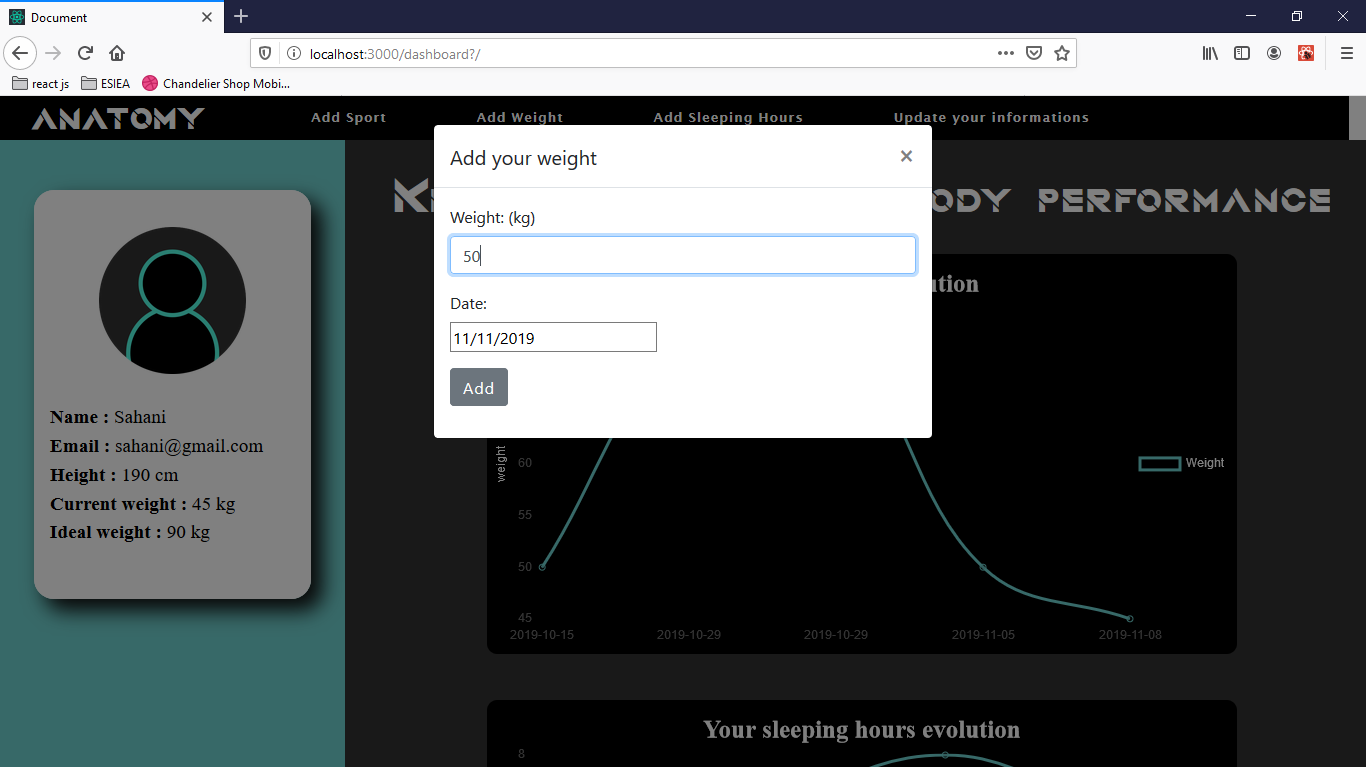 Document
localhost:3000/dashboard?/
react js
ESIEA
Chandelier Shop Mobi...
ANATOMY
Add Sport
Add Weight
Add Sleeping Hours
Update your informations
Add your weight
×
Weight: (kg)
50
Date:
11/11/2019
Add
PERFORMANCE
Name : Sahani
Email : sahani@gmail.com
Height : 190 cm
Current weight : 45 kg
Ideal weight : 90 kg
weight
60
55
50
45
2019-10-15
2019-10-29
2019-10-29
2019-11-05
2019-11-08
Weight
Your sleeping hours evolution
8